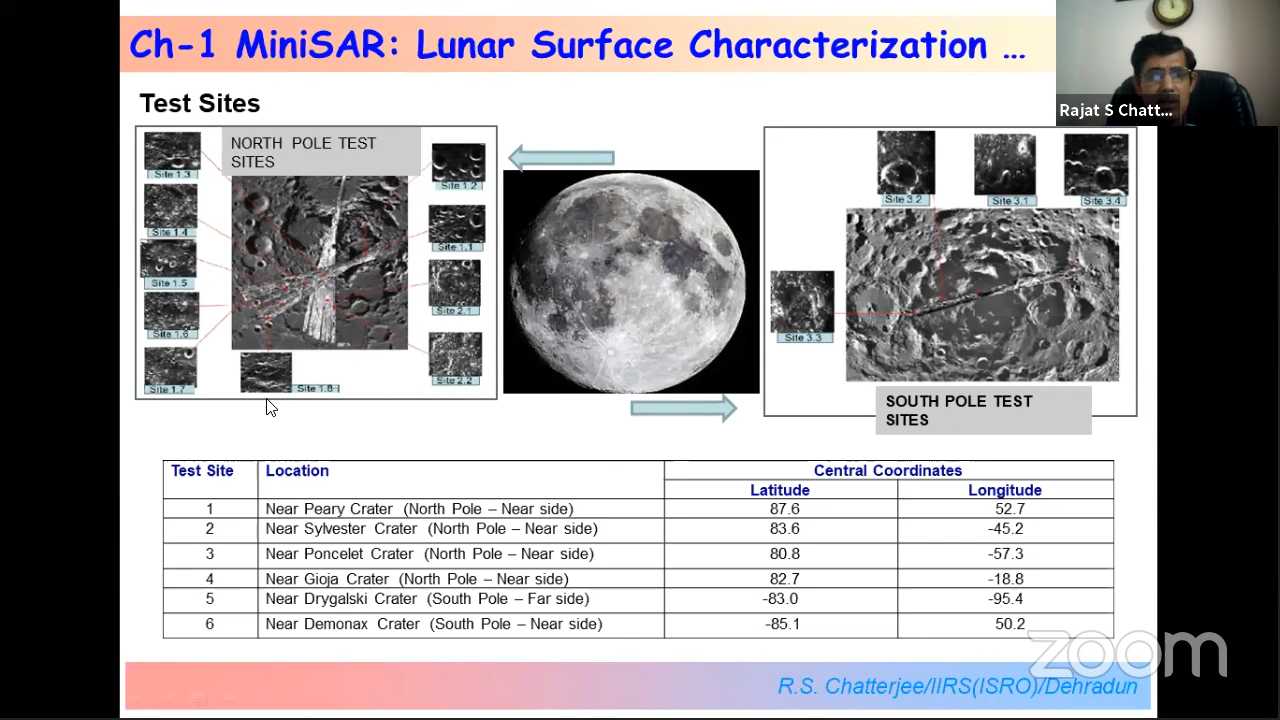 Ch-1 MiniSAR: Lunar Surface Characterization …
Rajat S Chatt...
Test Sites
NORTH POLE TEST
SITES
Site 1.3
Site 1.4
Site 1.5
Site 1.6
Site 1.7
Site 1.8
Site 1.2
Site 1.1
Site 2.1
Site 2.2
Site 3.2
Site 3.1
Site 3.4
Site 3.3
SOUTH POLE TEST
SITES
Test Site Location Central Coordinates
Latitude Longitude
1 Near Peary Crater (North Pole – Near side) 87.6 52.7
2 Near Sylvester Crater (North Pole – Near side) 83.6 -45.2
3 Near Poncelet Crater (North Pole – Near side) 80.8 -57.3
4 Near Gioja Crater (North Pole – Near side) 82.7 -18.8
5 Near Drygalski Crater (South Pole – Far side) -83.0 -95.4
6 Near Demonax Crater (South Pole – Near side) -85.1 50.2
zoom
R.S. Chatterjee/IIRS(ISRO)/Dehradun